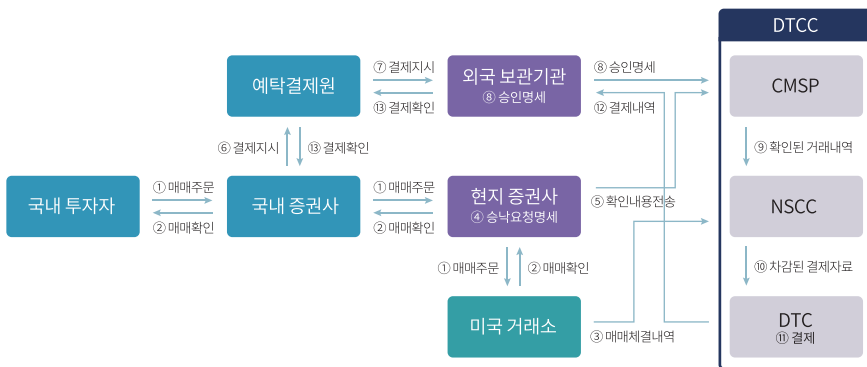 DTCC
예탁결제원
⑦ 결제지시
⑬ 결제확인
외국 보관기관
⑧ 승인명세
⑧ 승인명세
⑫ 결제내역
CMSP
⑥ 결제지시
⑬ 결제확인
⑨ 확인된 거래내역
국내 투자자
① 매매주문
② 매매확인
국내 증권사
① 매매주문
② 매매확인
현지 증권사
④ 승낙요청명세
⑤ 확인내용전송
NSCC
① 매매주문
② 매매확인
⑩ 차감된 결제자료
미국 거래소
③ 매매체결내역
DTC
⑪ 결제